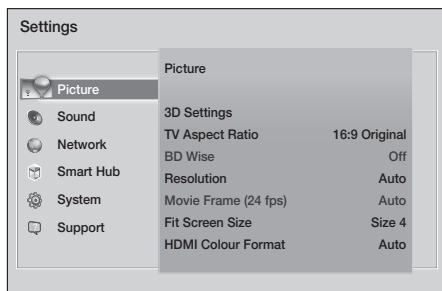 Settings
Picture
Sound
Network
Smart Hub
System
Support
Picture
3D Settings
TV Aspect Ratio 16:9 Original
BD Wise Off
Resolution Auto
Movie Frame (24 fps) Auto
Fit Screen Size Size 4
HDMI Colour Format Auto